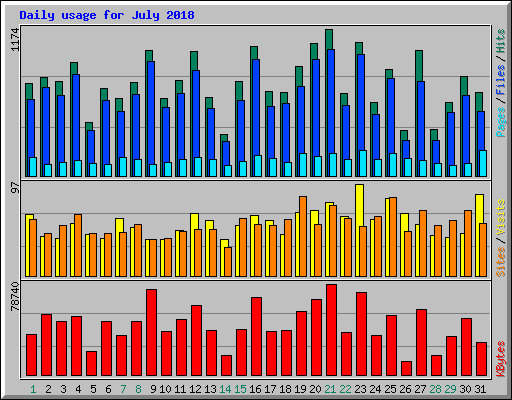 Daily usage for July 2018
1174
Pages / Files / Hits
97
Sites / Visits
78740
KBytes
1 2 3 4 5 6 7 8 9 10 11 12 13 14 15 16 17 18 19 20 21 22 23 24 25 26 27 28 29 30 31